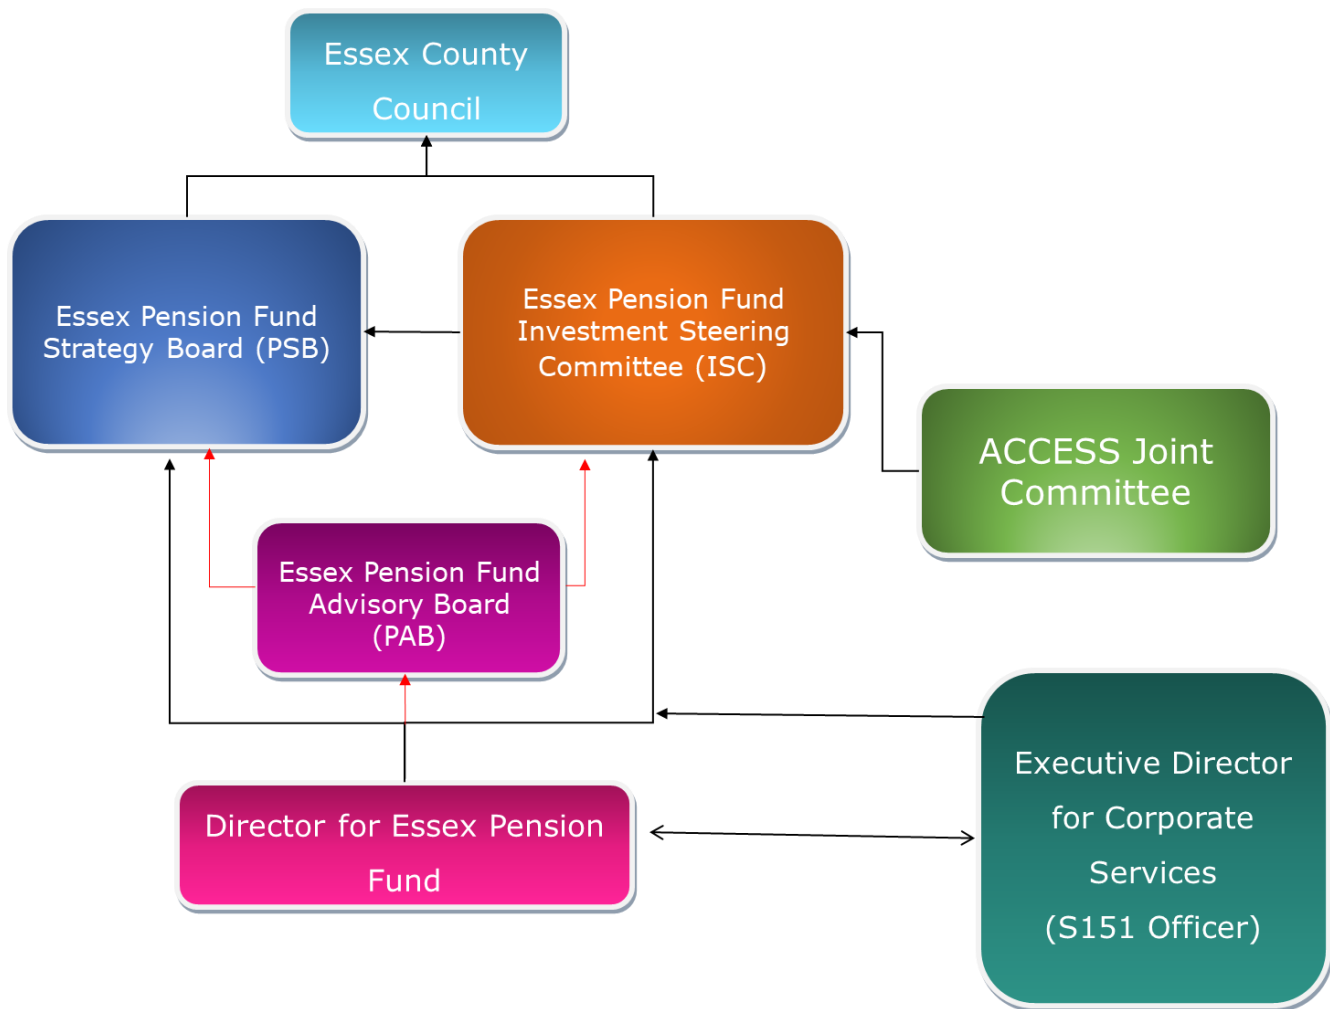 Essex County
Council
Essex Pension Fund
Strategy Board (PSB)
Essex Pension Fund
Investment Steering
Committee (ISC)
ACCESS Joint
Committee
Essex Pension Fund
Advisory Board
(PAB)
Director for Essex Pension
Fund
Executive Director
for Corporate
Services
(S151 Officer)